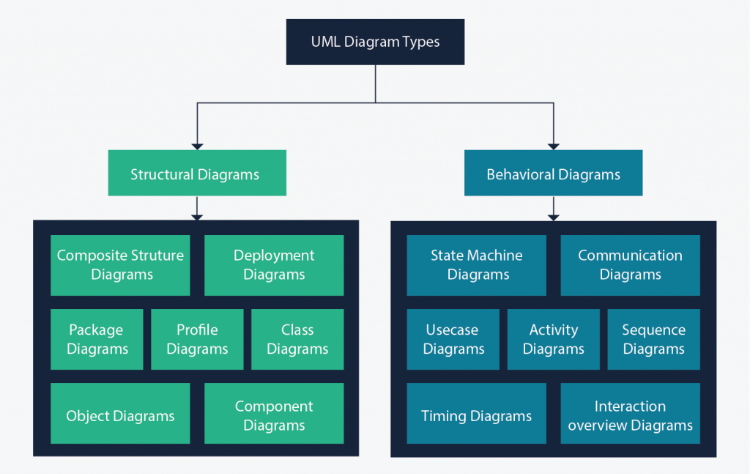 UML Diagram Types
Structural Diagrams
Behavioral Diagrams
Composite Struture
Diagrams
Deployment
Diagrams
Package
Diagrams
Profile
Diagrams
Class
Diagrams
Object Diagrams
Component
Diagrams
State Machine
Diagrams
Communication
Diagrams
Usecase
Diagrams
Activity
Diagrams
Sequence
Diagrams
Timing Diagrams
Interaction
overview Diagrams